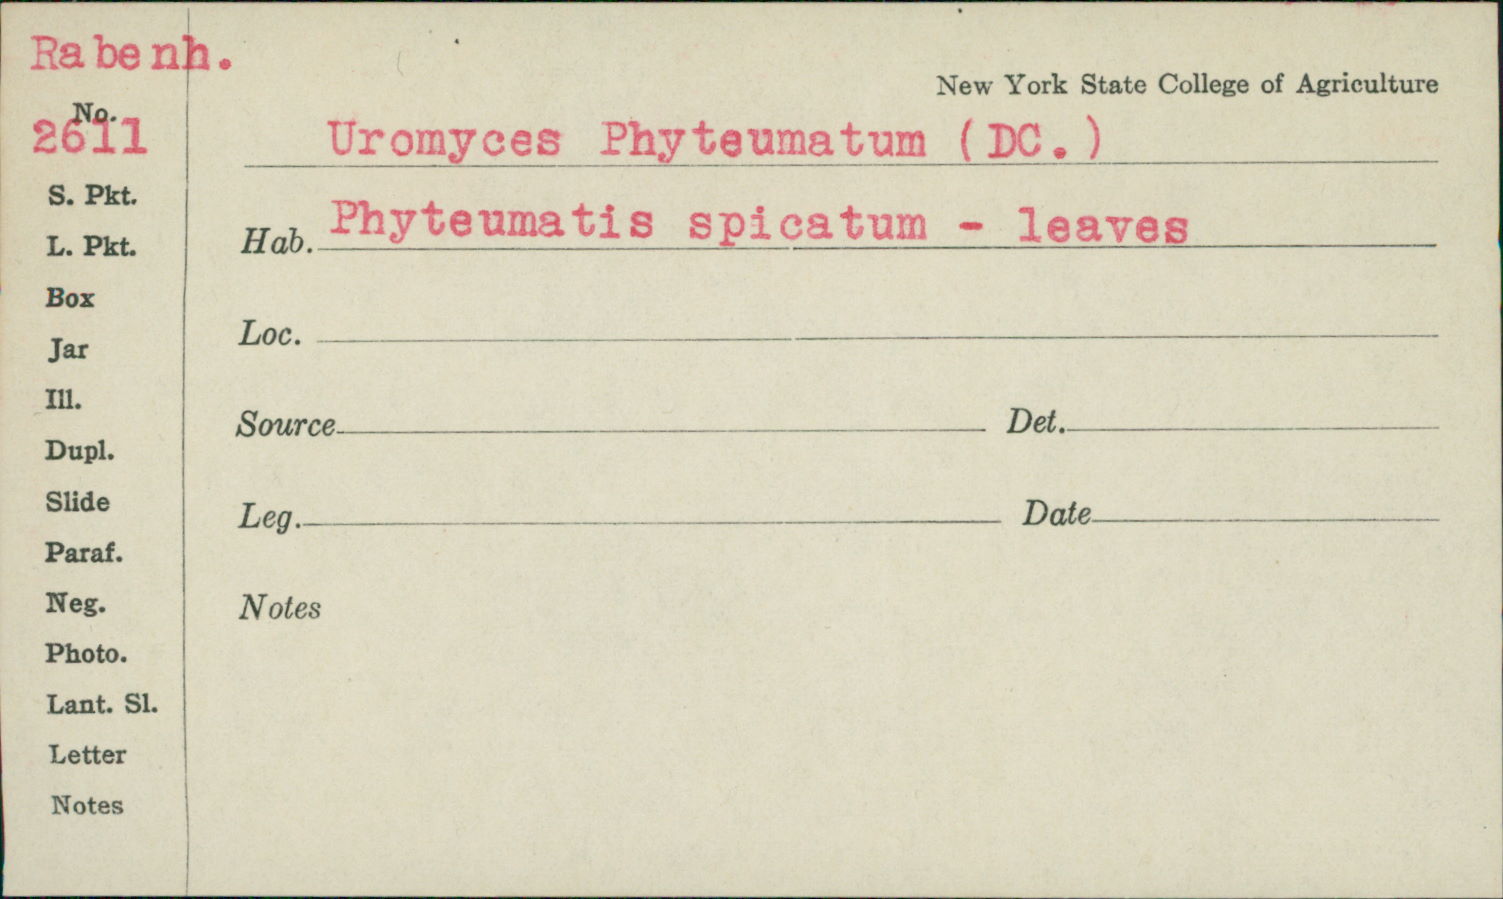 Rabenh.
New York State College of Agriculture
No.
2611
Uromyces Phyteumatum (DC.)
S. Pkt.
Hab. Phyteumatis spicatum - leaves
L. Pkt.
Box
Loc.
Jar
Ill.
Source Det.
Dupl.
Slide
Leg. Date
Paraf.
Neg.
Notes
Photo.
Lant. Sl.
Letter
Notes